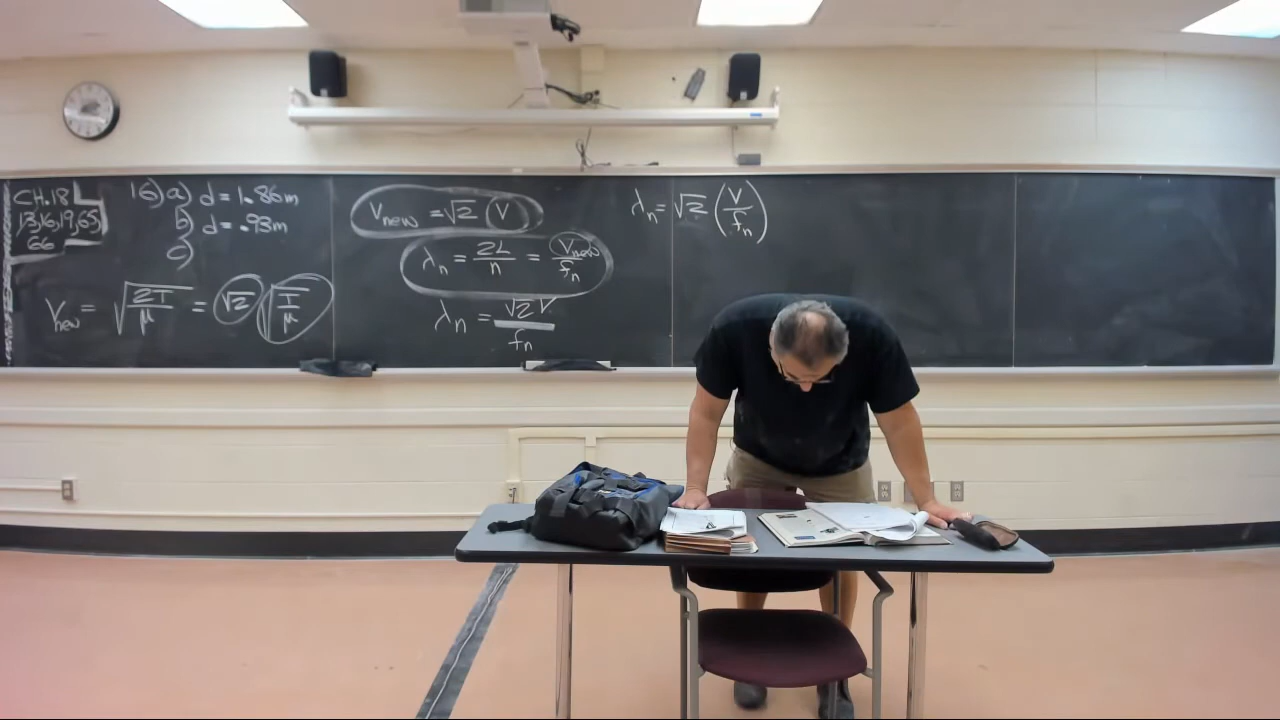 CH.18
13,16,19,65,
66
16) a) d = 1.86m
b) d = .93m
c)
V_new = √(2T/μ) = √2 √(T/μ)
V_new = √2 V
λ_n = 2L/n = V_new/f_n
λ_n = √2 V/f_n
λ_n = √2 (V/f_n)